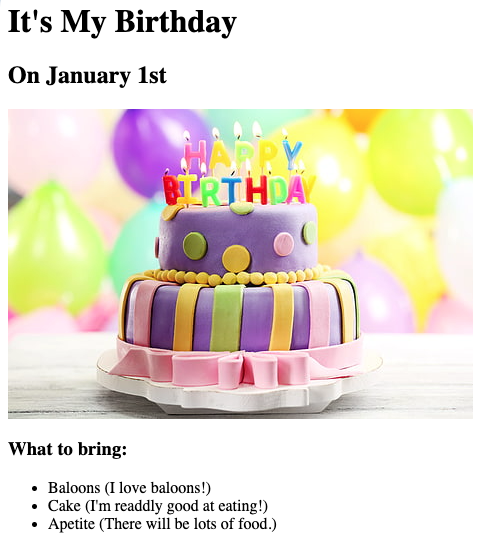 It's My Birthday
On January 1st
HAPPY
BIRTHDAY
What to bring:
Baloons (I love baloons!)
Cake (I'm readdly good at eating!)
Apetite (There will be lots of food.)